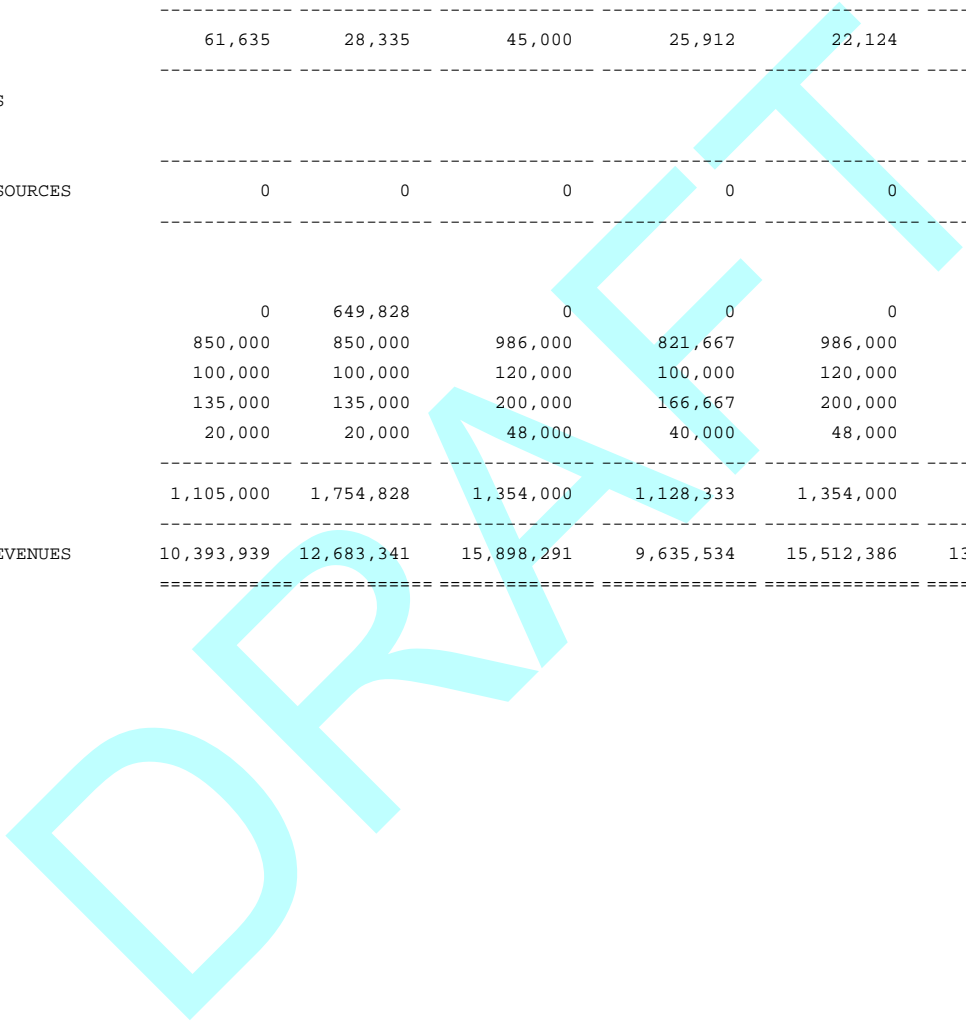 ------------ ------------ -------------- -------------- -------------- ----
61,635 28,335 45,000 25,912 22,124
------------ ------------ -------------- -------------- -------------- ----
S
------------ ------------ -------------- -------------- -------------- ----
SOURCES 0 0 0 0 0
------------ ------------ -------------- -------------- -------------- ----
0 649,828 0 0 0
850,000 850,000 986,000 821,667 986,000
100,000 100,000 120,000 100,000 120,000
135,000 135,000 200,000 166,667 200,000
20,000 20,000 48,000 40,000 48,000
------------ ------------ -------------- -------------- -------------- ----
1,105,000 1,754,828 1,354,000 1,128,333 1,354,000
------------ ------------ -------------- -------------- -------------- ----
EVENUES 10,393,939 12,683,341 15,898,291 9,635,534 15,512,386 13
============ ============ ============== ============== ============== ====
DRAFT